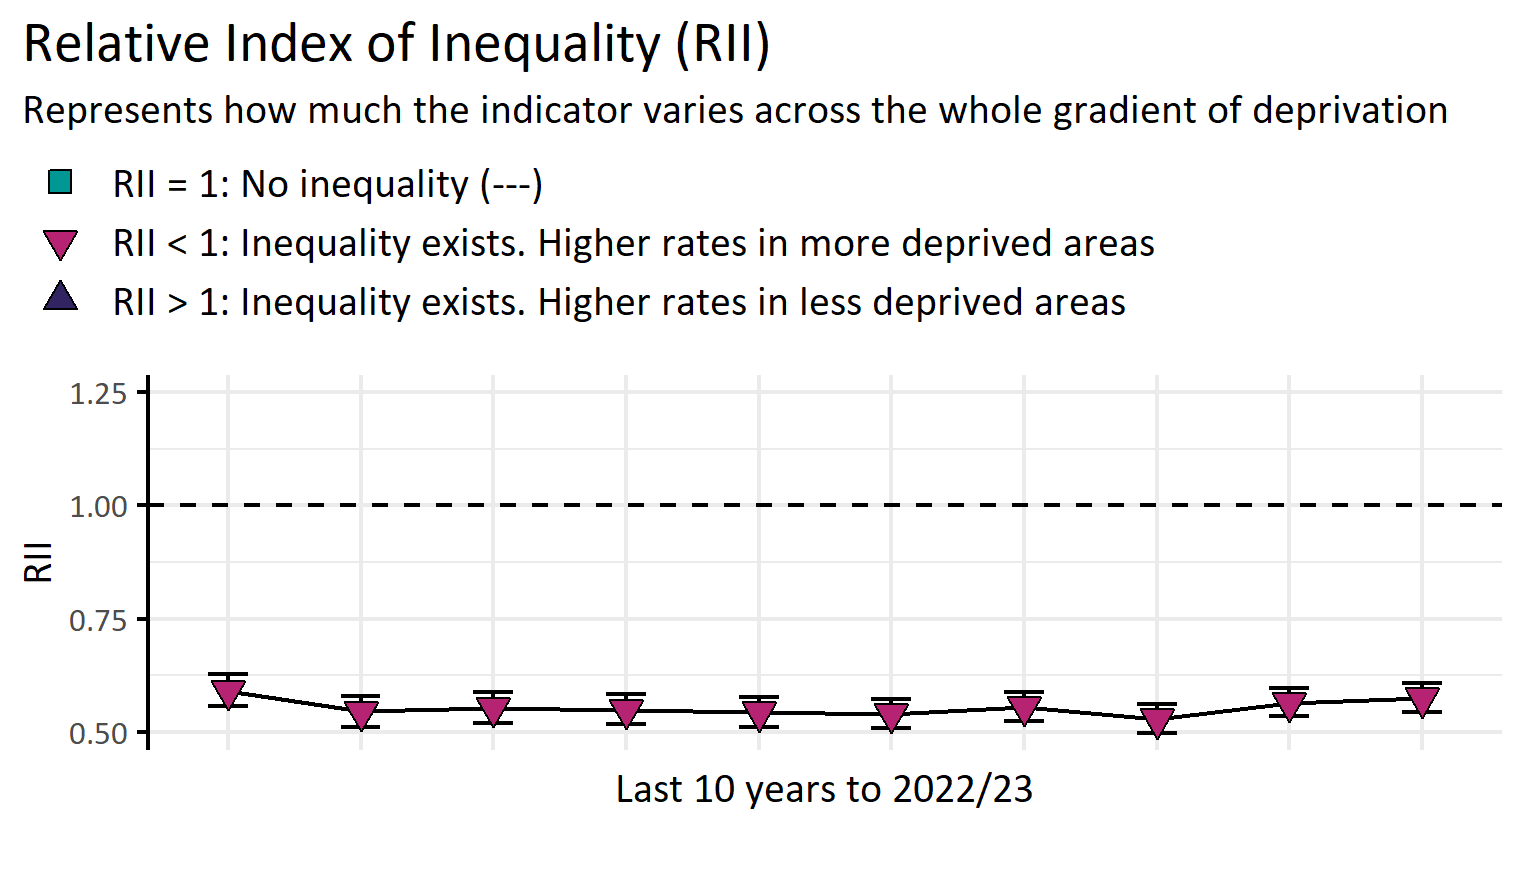 Relative Index of Inequality (RII)
Represents how much the indicator varies across the whole gradient of deprivation
RII = 1: No inequality (---)
RII < 1: Inequality exists. Higher rates in more deprived areas
RII > 1: Inequality exists. Higher rates in less deprived areas
1.25
1.00
0.75
0.50
RII
Last 10 years to 2022/23